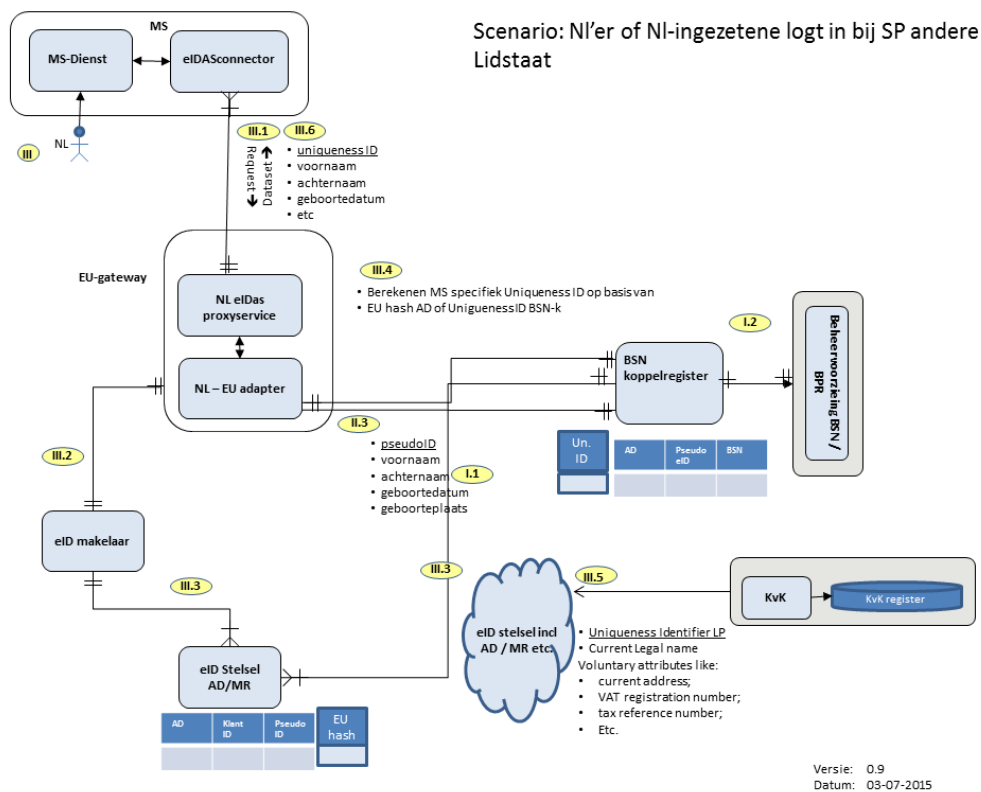 Scenario: Nl'er of Nl-ingezetene logt in bij SP andere
Lidstaat
MS
MS-Dienst
eIDASconnector
III
NL
III.1
III.6
Request
Dataset
• uniqueness ID
• voornaam
• achternaam
• geboortedatum
• etc
EU-gateway
NL eIDas
proxyservice
NL – EU adapter
III.4
• Berekenen MS specifiek Uniqueness ID op basis van
• EU hash AD of UniguenessID BSN-k
I.2
BSN
koppelregister
Beheervoorzieing BSN /
BPR
II.3
• pseudoID
• voornaam
• achternaam
• geboortedatum
• geboorteplaats
I.1
Un.
ID
AD
Pseudo
eID
BSN
III.2
eID makelaar
III.3
III.3
III.5
eID stelsel incl
AD / MR etc.
KvK
KvK register
• Uniqueness Identifier LP
• Current Legal name
Voluntary attributes like:
• current address;
• VAT registration number;
• tax reference number;
• Etc.
eID Stelsel
AD/MR
AD
Klant
ID
Pseudo
ID
EU
hash
Versie: 0.9
Datum: 03-07-2015